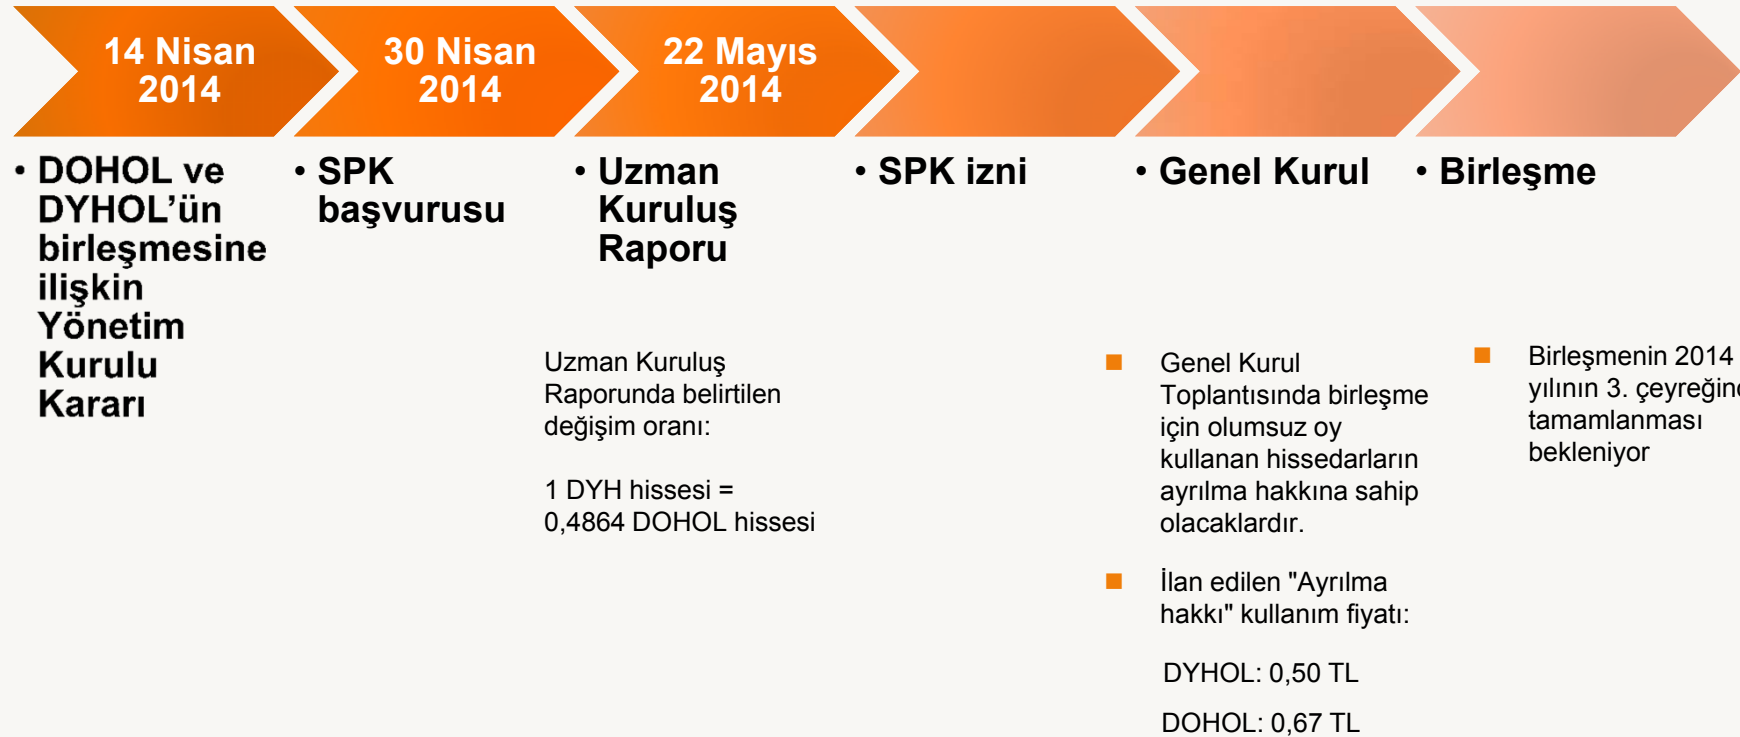 14 Nisan
2014
30 Nisan
2014
22 Mayıs
2014
• DOHOL ve
DYHOL’ün
birleşmesine
ilişkin
Yönetim
Kurulu
Kararı
• SPK
başvurusu
• Uzman
Kuruluş
Raporu
• SPK izni
• Genel Kurul
• Birleşme
Uzman Kuruluş
Raporunda belirtilen
değişim oranı:
1 DYH hissesi =
0,4864 DOHOL hissesi
Genel Kurul
Toplantısında birleşme
için olumsuz oy
kullanan hissedarların
ayrılma hakkına sahip
olacaklardır.
İlan edilen "Ayrılma
hakkı" kullanım fiyatı:
DYHOL: 0,50 TL
DOHOL: 0,67 TL
Birleşmenin 2014
yılının 3.
tamamlanması
bekleniyor